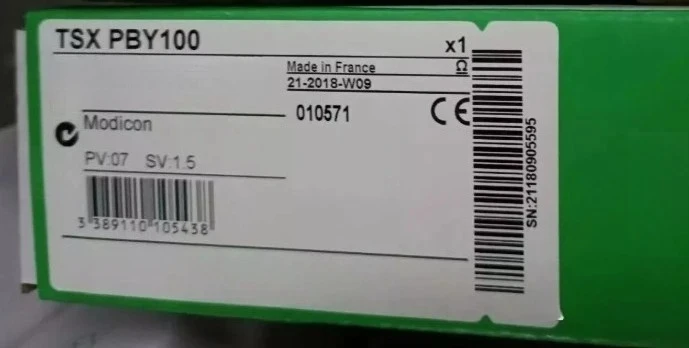 TSX PBY100
x1
Made in France
Ω
21-2018-W09
010571
CE
Modicon
PV:07 SV:1.5
3 389110 105438
SN:21180905595